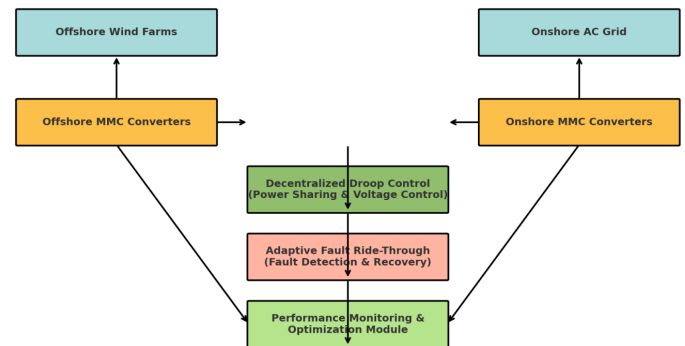 Offshore Wind Farms
Onshore AC Grid
Offshore MMC Converters
Onshore MMC Converters
Decentralized Droop Control
(Power Sharing & Voltage Control)
Adaptive Fault Ride-Through
(Fault Detection & Recovery)
Performance Monitoring &
Optimization Module